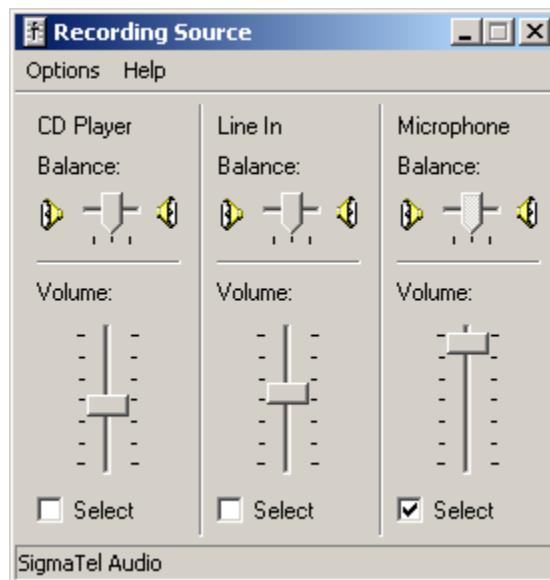 Recording Source
Options Help
CD Player
Balance:
Volume:
Select
Line In
Balance:
Volume:
Select
Microphone
Balance:
Volume:
Select
SigmaTel Audio